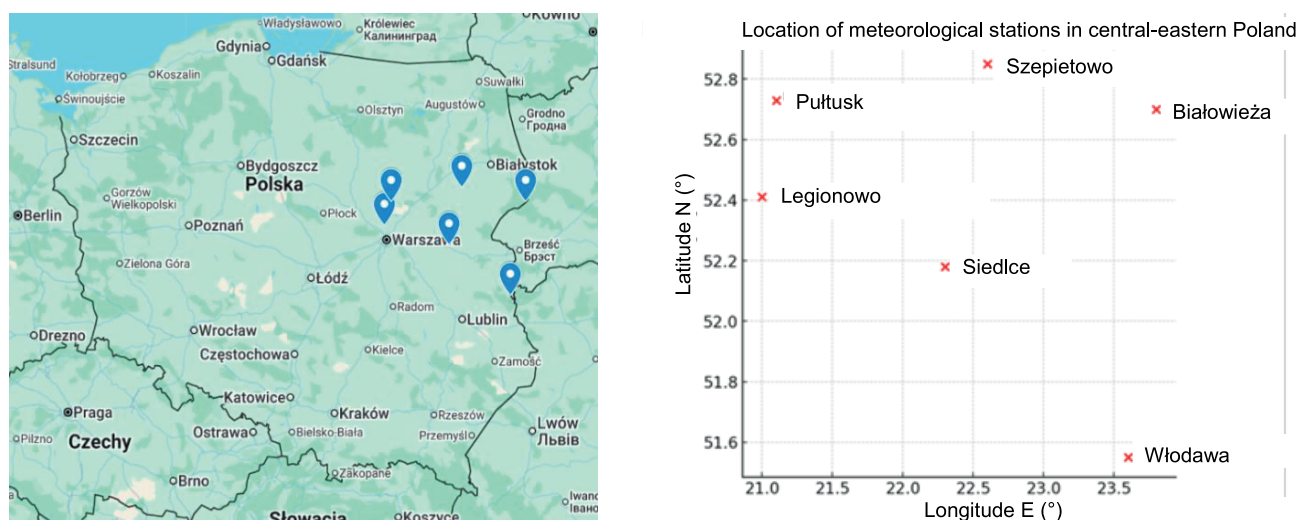 Władysławowo
Królewiec
Калининград
Kowno
Gdynia
Gdańsk
Stralsund
Kołobrzeg
Koszalin
Suwałki
Świnoujście
Olsztyn
Augustów
Grodno
Гродна
Szczecin
Bydgoszcz
Białystok
Polska
Gorzów
Wielkopolski
Berlin
Płock
Poznań
Warszawa
Brześć
Брэст
Zielona Góra
Łódź
Radom
Lublin
Drezno
Wrocław
Częstochowa
Kielce
Zamość
Katowice
Praga
Kraków
Rzeszów
Lwów
Львів
Pilzno
Czechy
Ostrawa
Bielsko-Biała
Przemyśl
Zakopane
Brno
Słowacja
Koszyce
Location of meteorological stations in central-eastern Poland
Latitude N (°)
52.8
52.6
52.4
52.2
52.0
51.8
51.6
Szepietowo
Pułtusk
Białowieża
Legionowo
Siedlce
Włodawa
21.0 21.5 22.0 22.5 23.0 23.5
Longitude E (°)